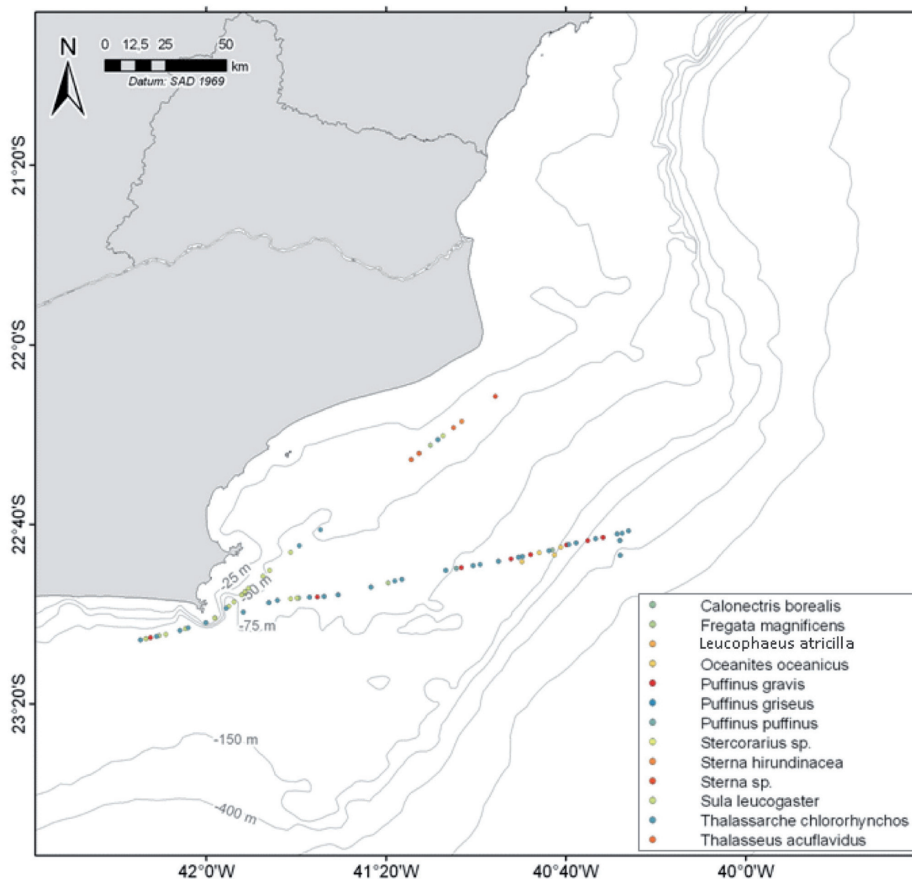 N
0 12,5 25 50
km
Datum: SAD 1969
21°20'S
22°0'S
22°40'S
23°20'S
-25 m
-50 m
-75 m
-150 m
-400 m
Calonectris borealis
Fregata magnificens
Leucophaeus atricilla
Oceanites oceanicus
Puffinus gravis
Puffinus griseus
Puffinus puffinus
Stercorarius sp.
Sterna hirundinacea
Sterna sp.
Sula leucogaster
Thalassarche chlororhynchos
Thalasseus acuflavidus
42°0'W 41°20'W 40°40'W 40°0'W